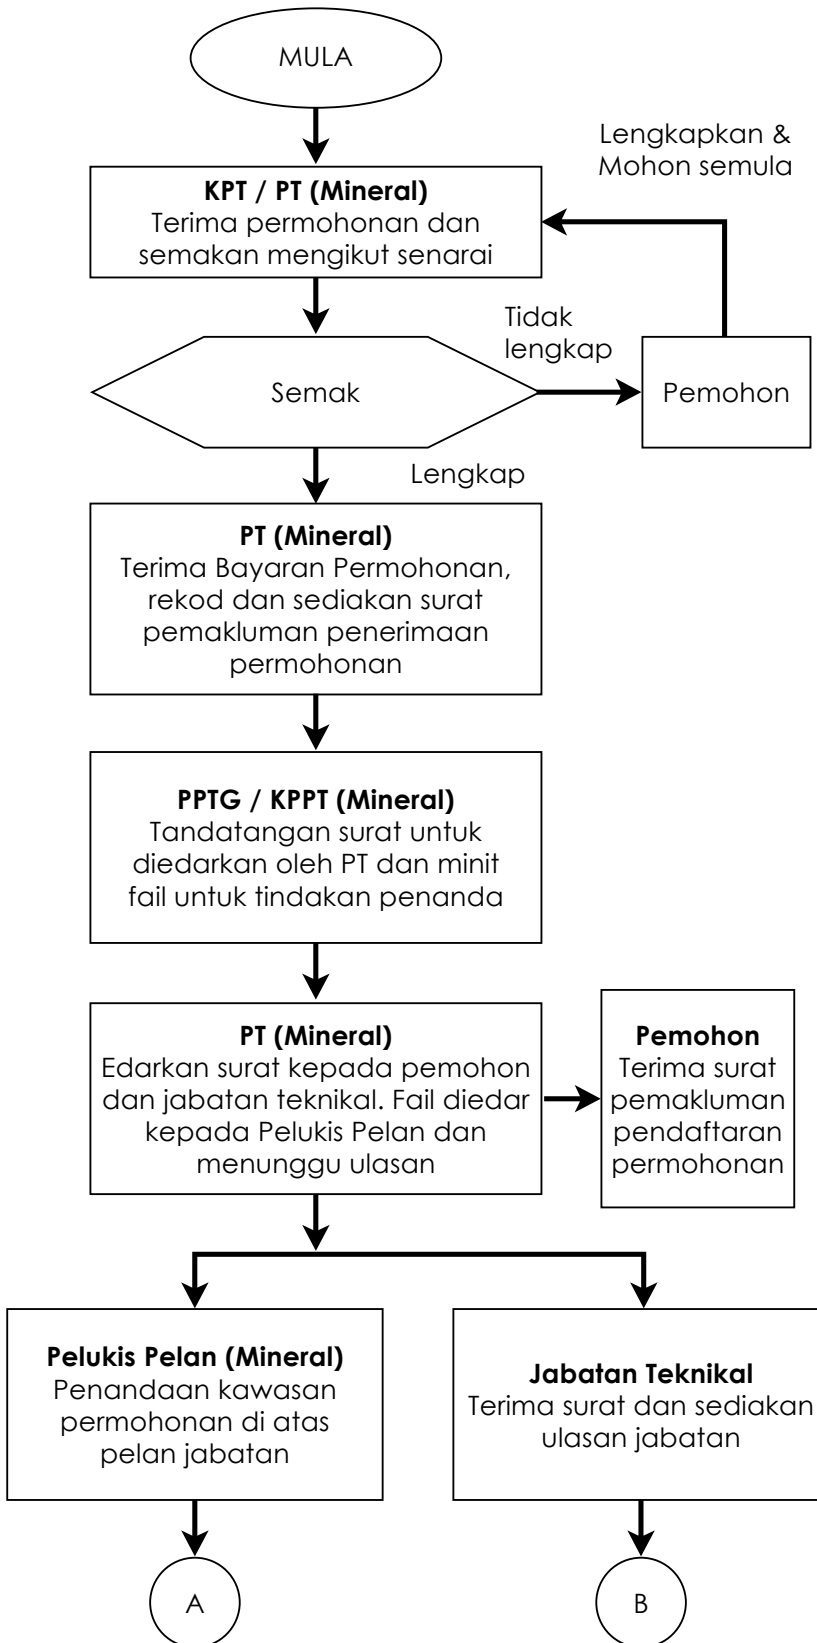 MULA
Lengkapkan &
Mohon semula
KPT / PT (Mineral)
Terima permohonan dan
semakan mengikut senarai
Tidak
lengkap
Semak
Pemohon
Lengkap
PT (Mineral)
Terima Bayaran Permohonan,
rekod dan sediakan surat
pemakluman penerimaan
permohonan
PPTG / KPPT (Mineral)
Tandatangan surat untuk
diedarkan oleh PT dan minit
fail untuk tindakan penanda
PT (Mineral)
Edarkan surat kepada pemohon
dan jabatan teknikal. Fail diedar
kepada Pelukis Pelan dan
menunggu ulasan
Pemohon
Terima surat
pemakluman
pendaftaran
permohonan
Pelukis Pelan (Mineral)
Penandaan kawasan
permohonan di atas
pelan jabatan
Jabatan Teknikal
Terima surat dan sediakan
ulasan jabatan
A
B